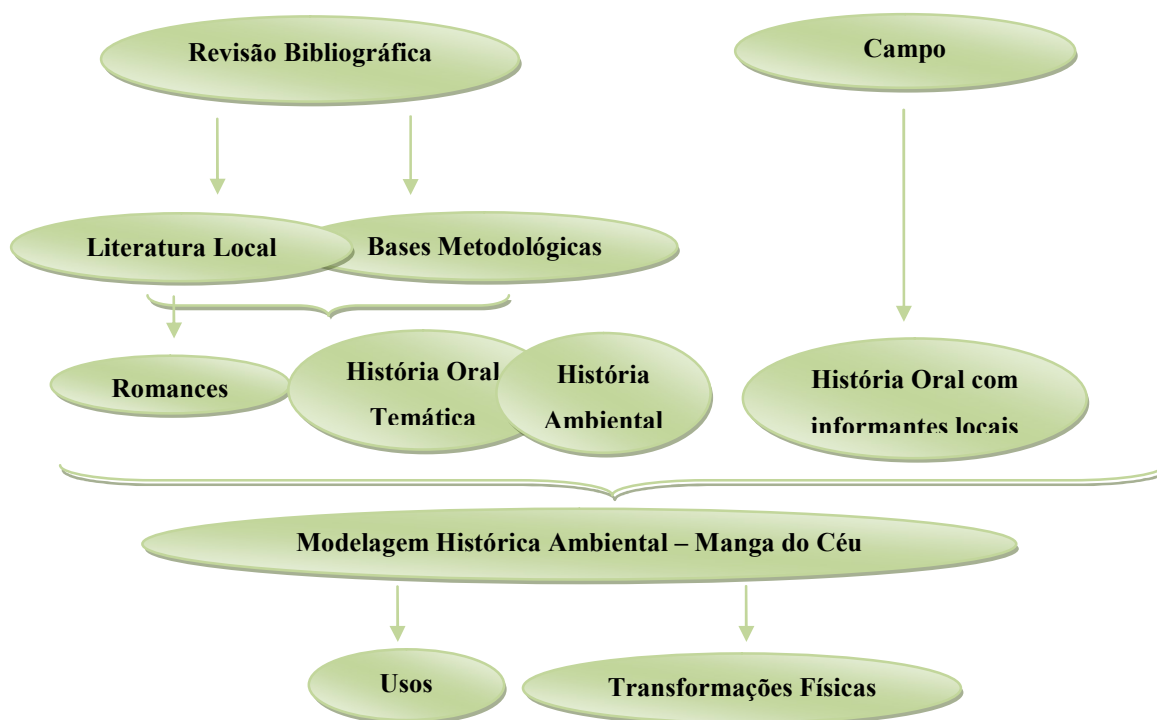 Revisão Bibliográfica
Campo
Literatura Local
Bases Metodológicas
Romances
História Oral
Temática
História
Ambiental
História Oral com
informantes locais
Modelagem Histórica Ambiental – Manga do Céu
Usos
Transformações Físicas